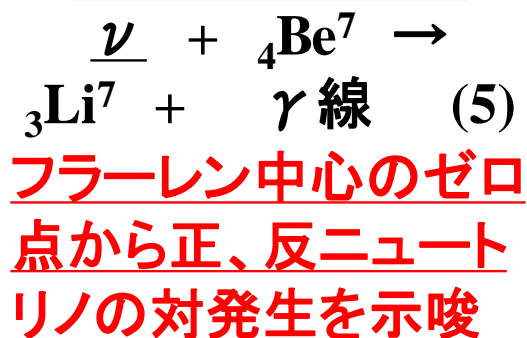 ν + ₄Be⁷ →
₃Li⁷ + γ線 (5)
フラーレン中心のゼロ
点から正、反ニュート
リノの対発生を示唆